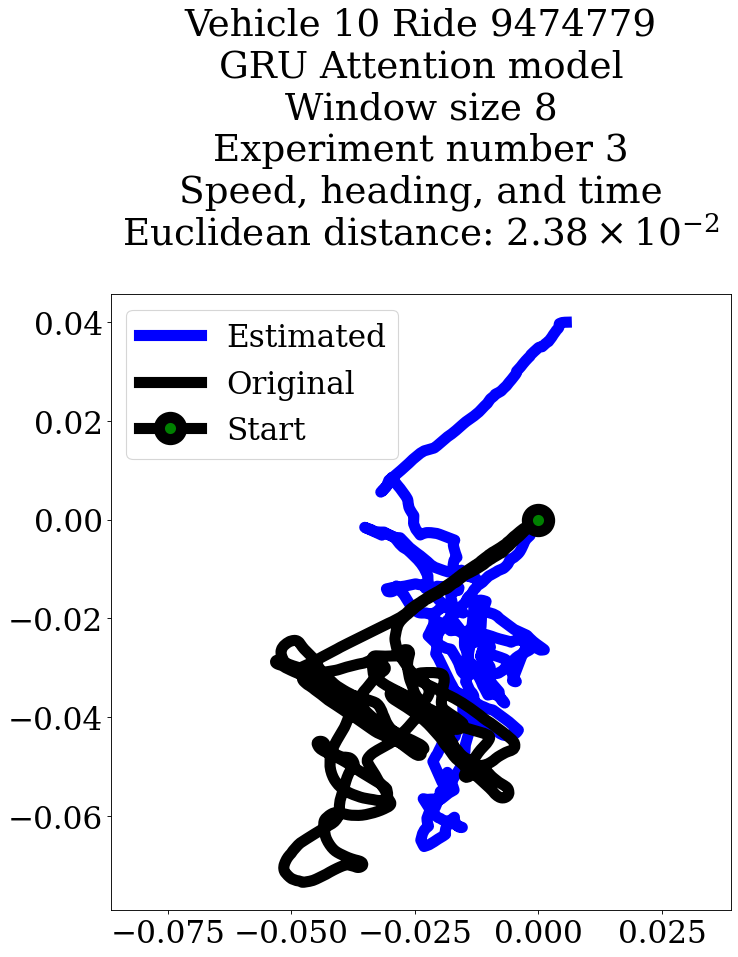 Vehicle 10 Ride 9474779
GRU Attention model
Window size 8
Experiment number 3
Speed, heading, and time
Euclidean distance: 2.38 × 10⁻²
Estimated
Original
Start
0.04
0.02
0.00
−0.02
−0.04
−0.06
−0.075 −0.050 −0.025 0.000 0.025